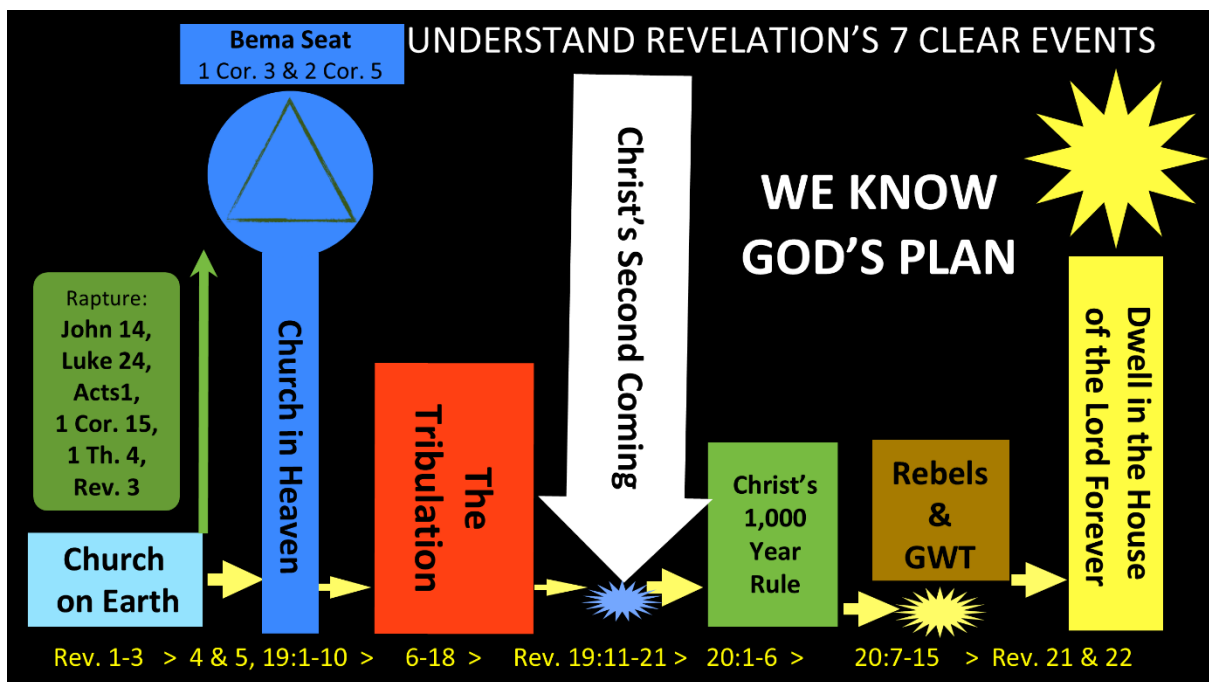 UNDERSTAND REVELATION'S 7 CLEAR EVENTS
Bema Seat
1 Cor. 3 & 2 Cor. 5
WE KNOW
GOD'S PLAN
Rapture:
John 14,
Luke 24,
Acts1,
1 Cor. 15,
1 Th. 4,
Rev. 3
Church
on Earth
Church in Heaven
The
Tribulation
Christ's Second Coming
Christ's
1,000
Year
Rule
Rebels
&
GWT
Dwell in the House
of the Lord Forever
Rev. 1-3 > 4 & 5, 19:1-10 > 6-18 > Rev. 19:11-21 > 20:1-6 > 20:7-15 > Rev. 21 & 22